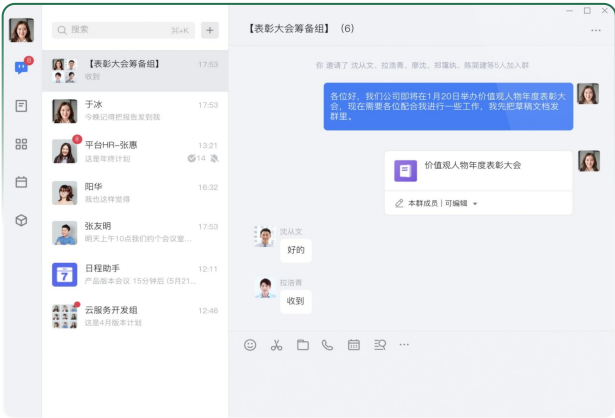 搜索 ⌘+K
【表彰大会筹备组】 17:53
收到
于冰 17:53
今晚记得把报告发到我
平台HR-张惠 13:21
这是年终计划 14
阳华 16:32
我也这样觉得
张友明 17:53
明天上午10点我们约个会议室...
7
日程助手 12:11
产品版本会议 15分钟后 (5月21...
云服务开发组 12:46
这是4月版本计划
【表彰大会筹备组】 (6)
你 邀请了 沈从文、拉浩青、廖沈、郑霭纨、陈简建等5人加入群
各位好，我们公司即将在1月20日举办价值观人物年度表彰大
会，现在需要各位配合我进行一些工作，我先把草稿文档发
群里。
价值观人物年度表彰大会
本群成员 | 可编辑
沈从文
好的
拉浩青
收到